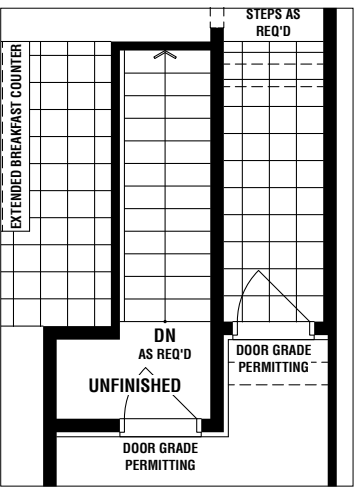 STEPS AS
REQ'D
EXTENDED BREAKFAST COUNTER
DN
AS REQ'D
UNFINISHED
DOOR GRADE
PERMITTING
DOOR GRADE
PERMITTING